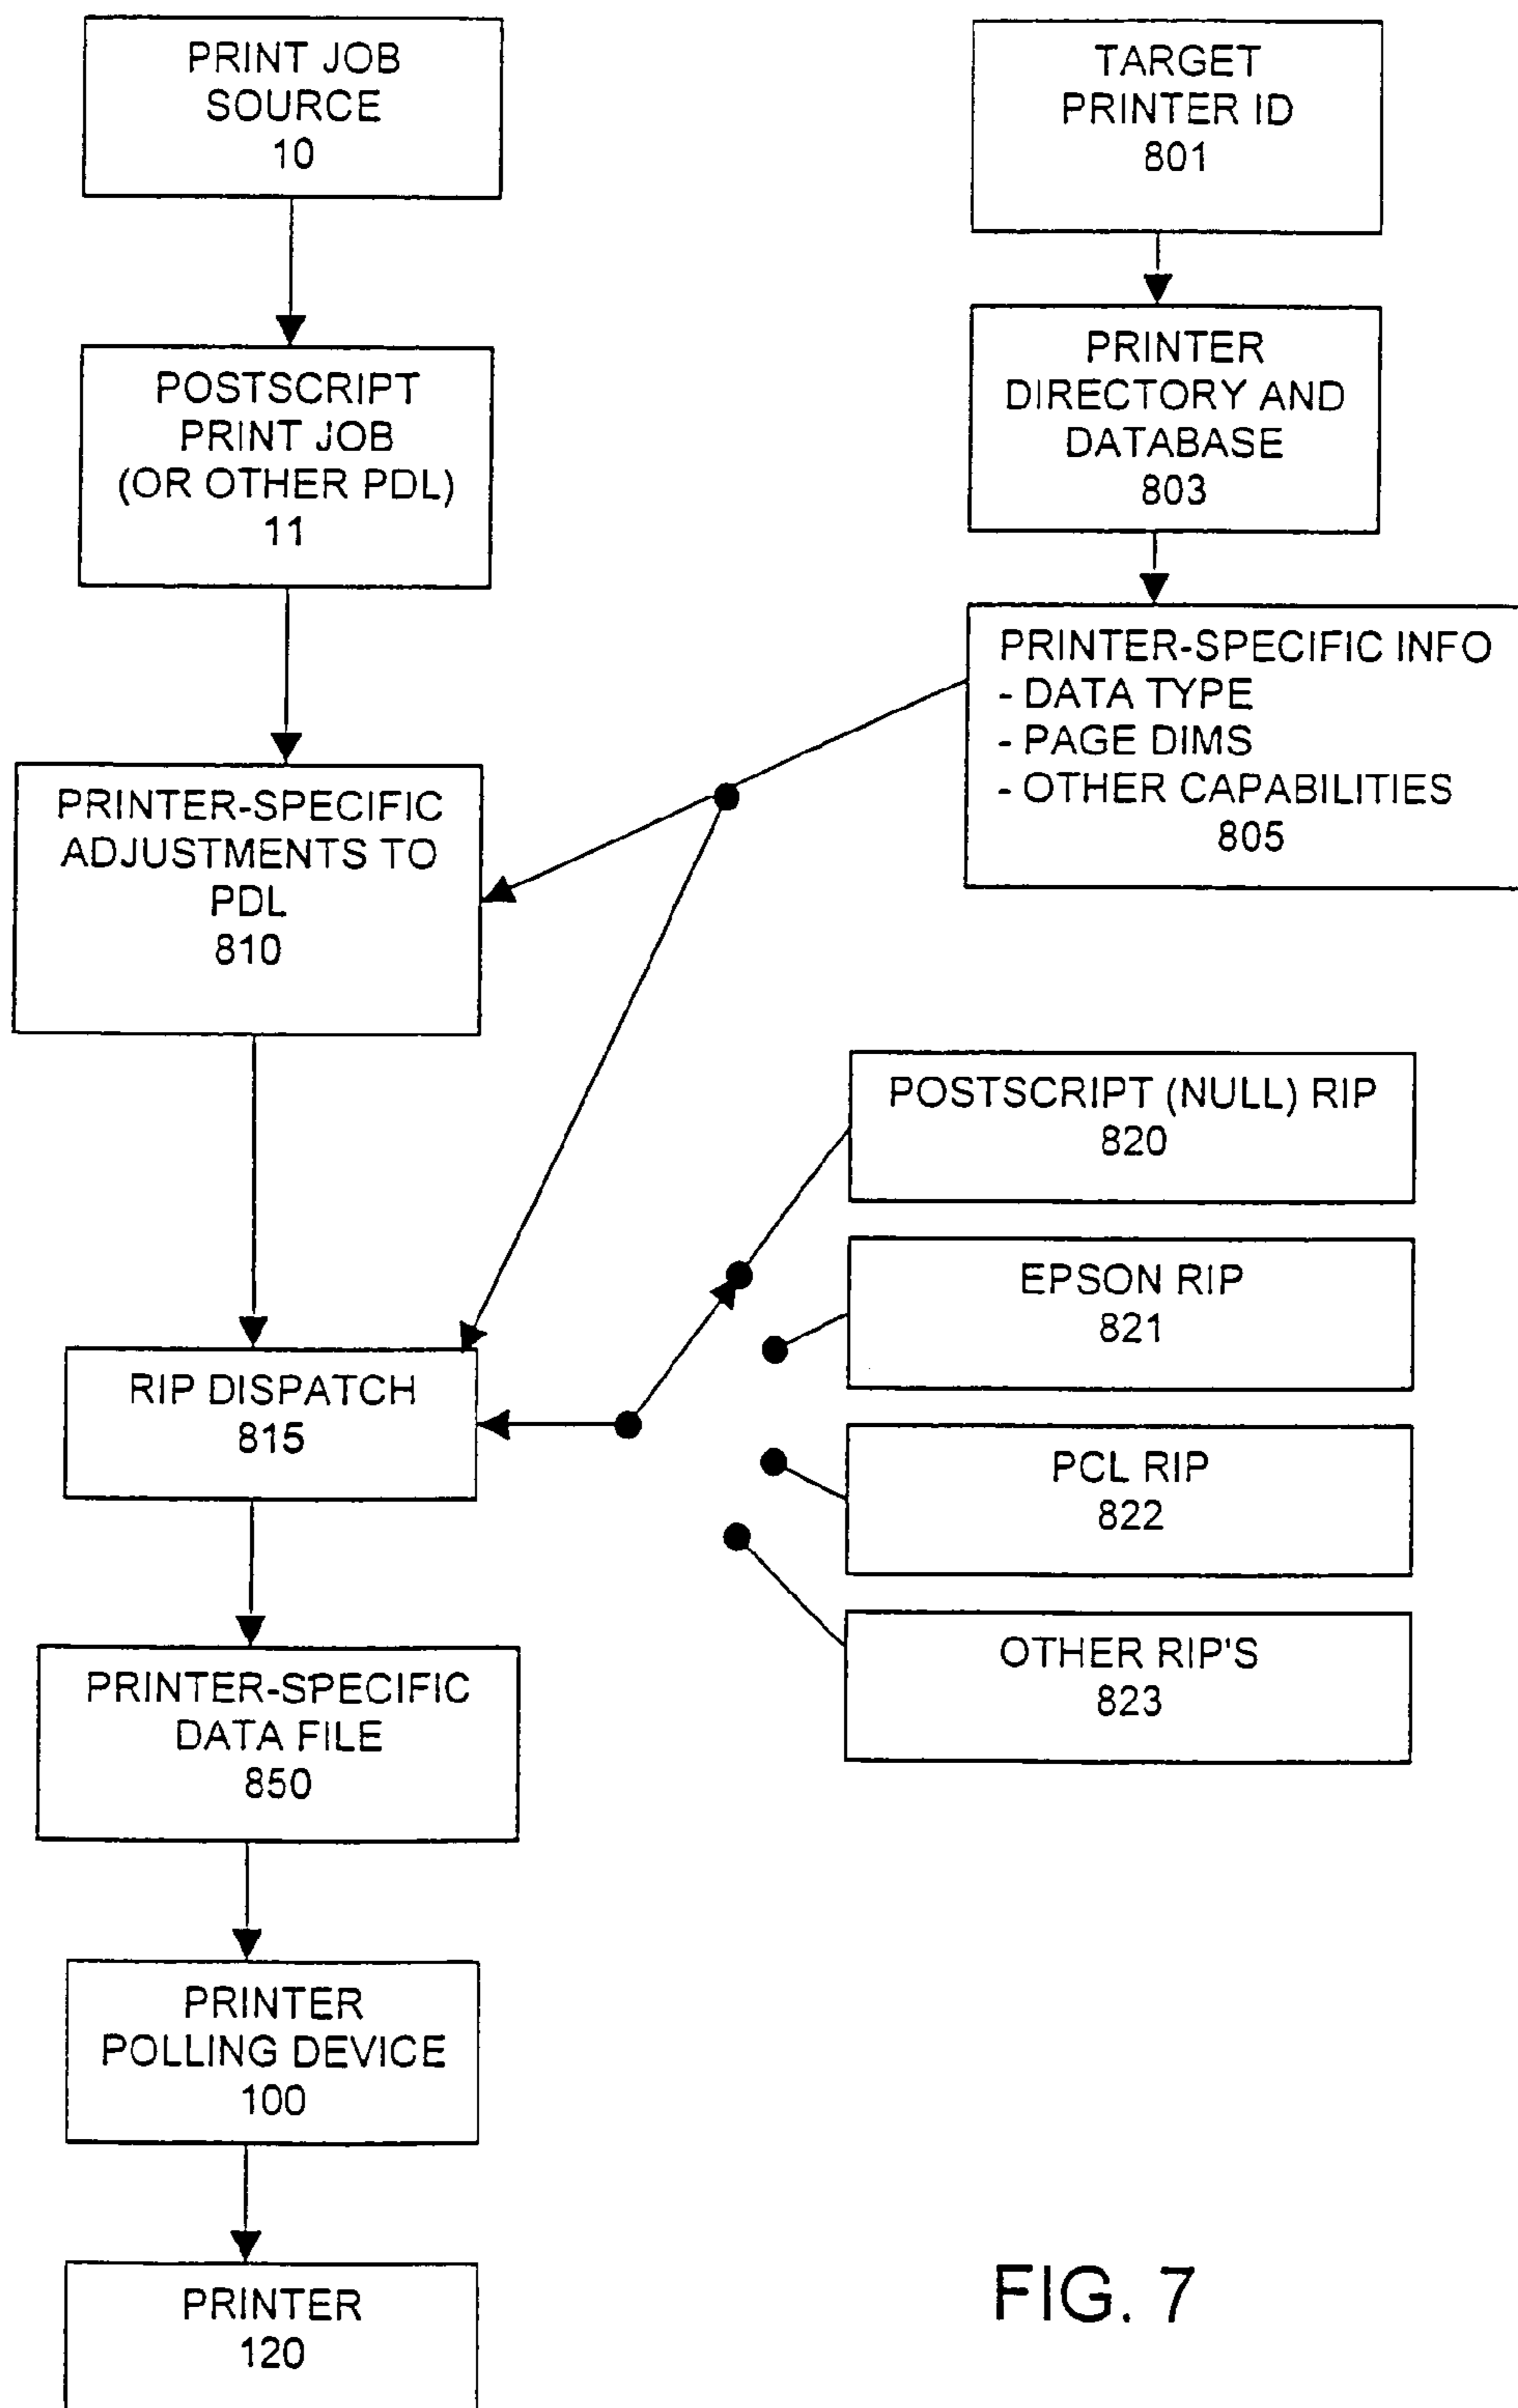 PRINT JOB
SOURCE
10
TARGET
PRINTER ID
801
POSTSCRIPT
PRINT JOB
(OR OTHER PDL)
11
PRINTER
DIRECTORY AND
DATABASE
803
PRINTER-SPECIFIC INFO
- DATA TYPE
- PAGE DIMS
- OTHER CAPABILITIES
805
PRINTER-SPECIFIC
ADJUSTMENTS TO
PDL
810
POSTSCRIPT (NULL) RIP
820
EPSON RIP
821
RIP DISPATCH
815
PCL RIP
822
OTHER RIP'S
823
PRINTER-SPECIFIC
DATA FILE
850
PRINTER
POLLING DEVICE
100
PRINTER
120
FIG. 7